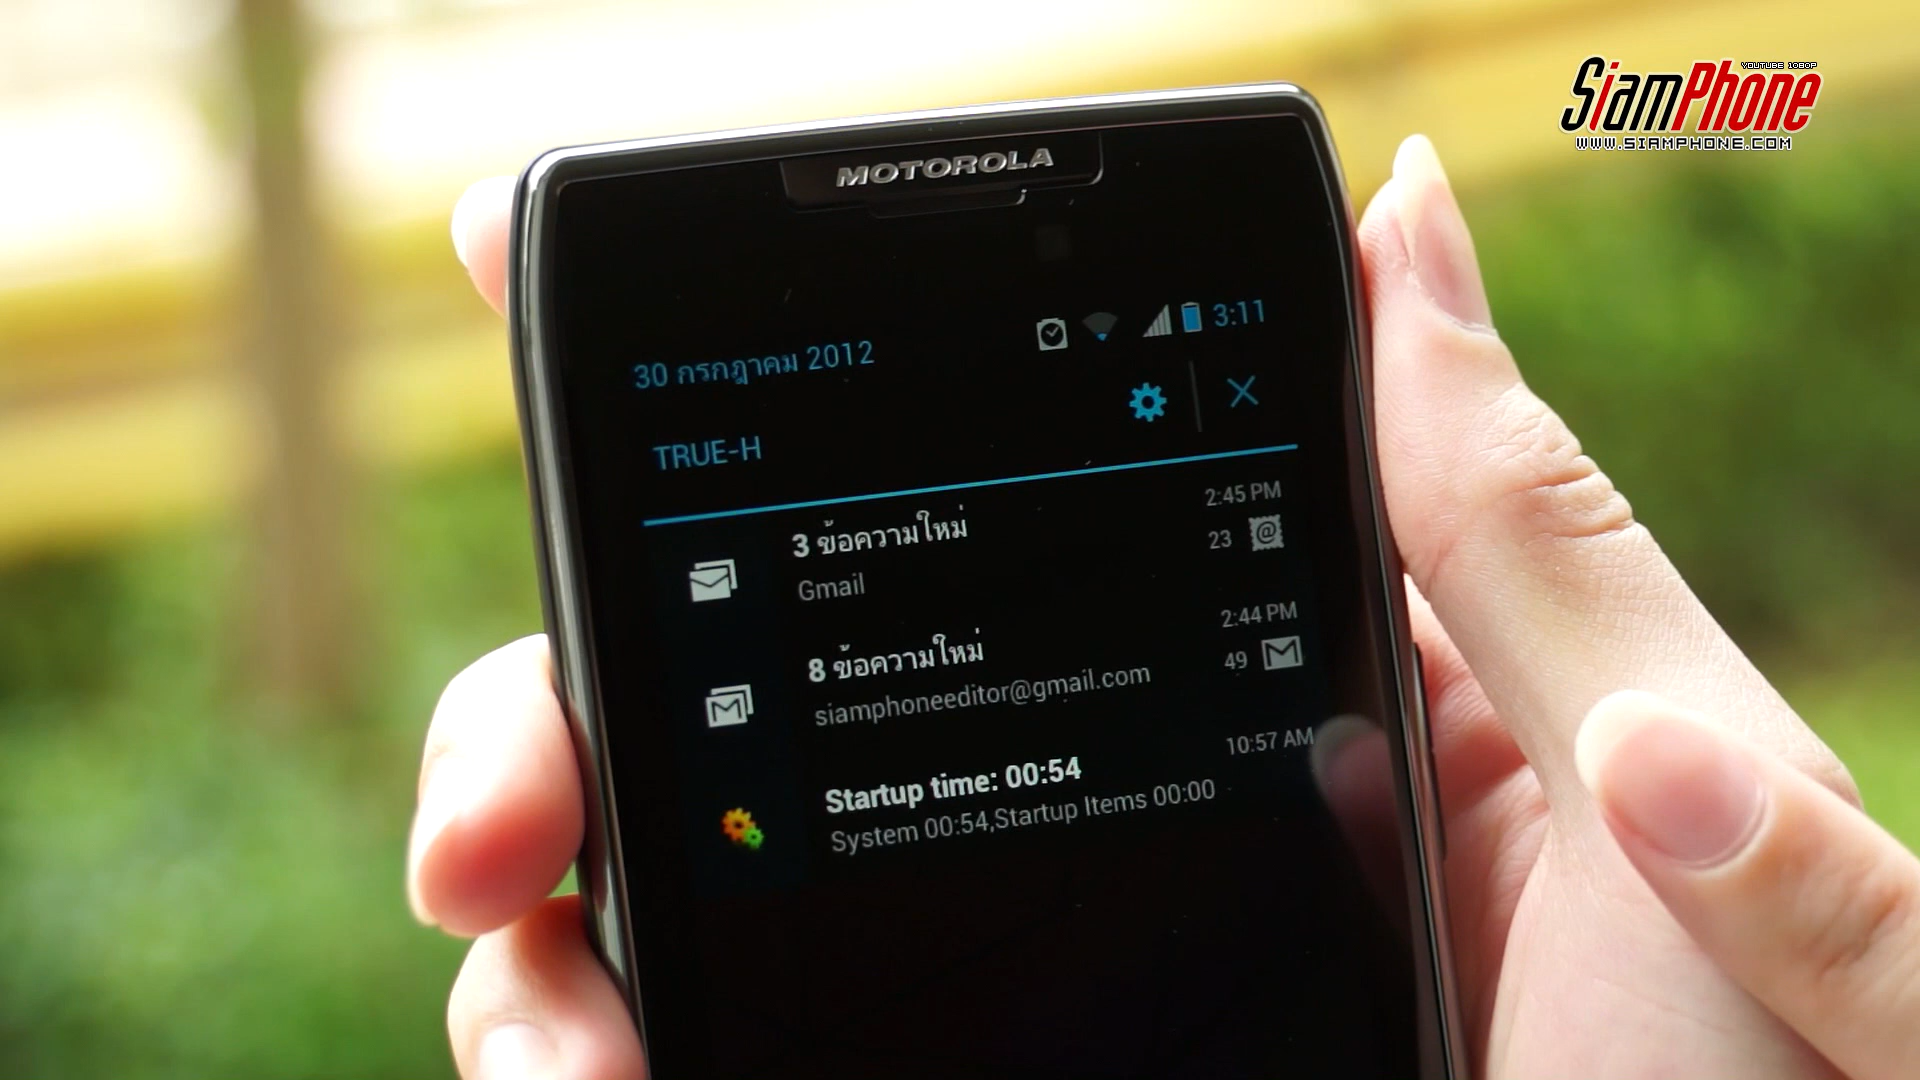 YOUTUBE 1080P
SiamPhone
WWW.SIAMPHONE.COM
MOTOROLA
3:11
30 กรกฎาคม 2012
TRUE-H
2:45 PM
3 ข้อความใหม่
23
Gmail
2:44 PM
8 ข้อความใหม่
49
siamphoneeditor@gmail.com
10:57 AM
Startup time: 00:54
System 00:54,Startup Items 00:00